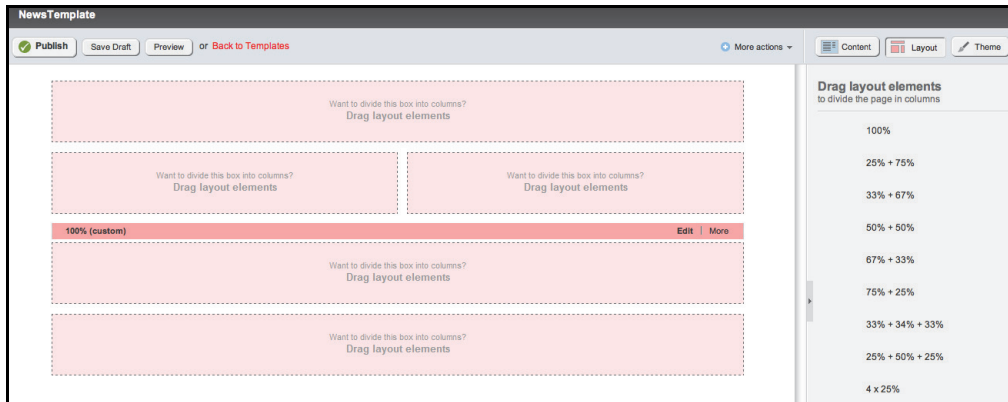 NewsTemplate
Publish Save Draft Preview or Back to Templates More actions Content Layout Theme
Want to divide this box into columns?
Drag layout elements
Want to divide this box into columns?
Drag layout elements
Want to divide this box into columns?
Drag layout elements
100% (custom) Edit | More
Want to divide this box into columns?
Drag layout elements
Want to divide this box into columns?
Drag layout elements
Drag layout elements
to divide the page in columns
100%
25% + 75%
33% + 67%
50% + 50%
67% + 33%
75% + 25%
33% + 34% + 33%
25% + 50% + 25%
4 x 25%